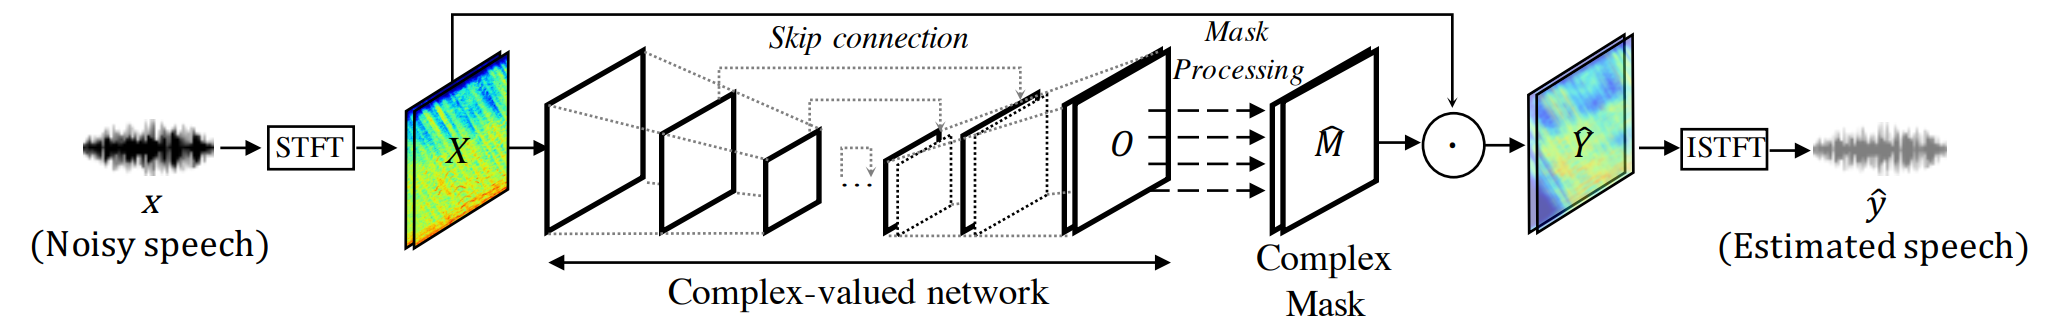 x
(Noisy speech)
STFT
X
Skip connection
...
Complex-valued network
O
Mask
Processing
M̂
Complex
Mask
·
Ŷ
ISTFT
ŷ
(Estimated speech)